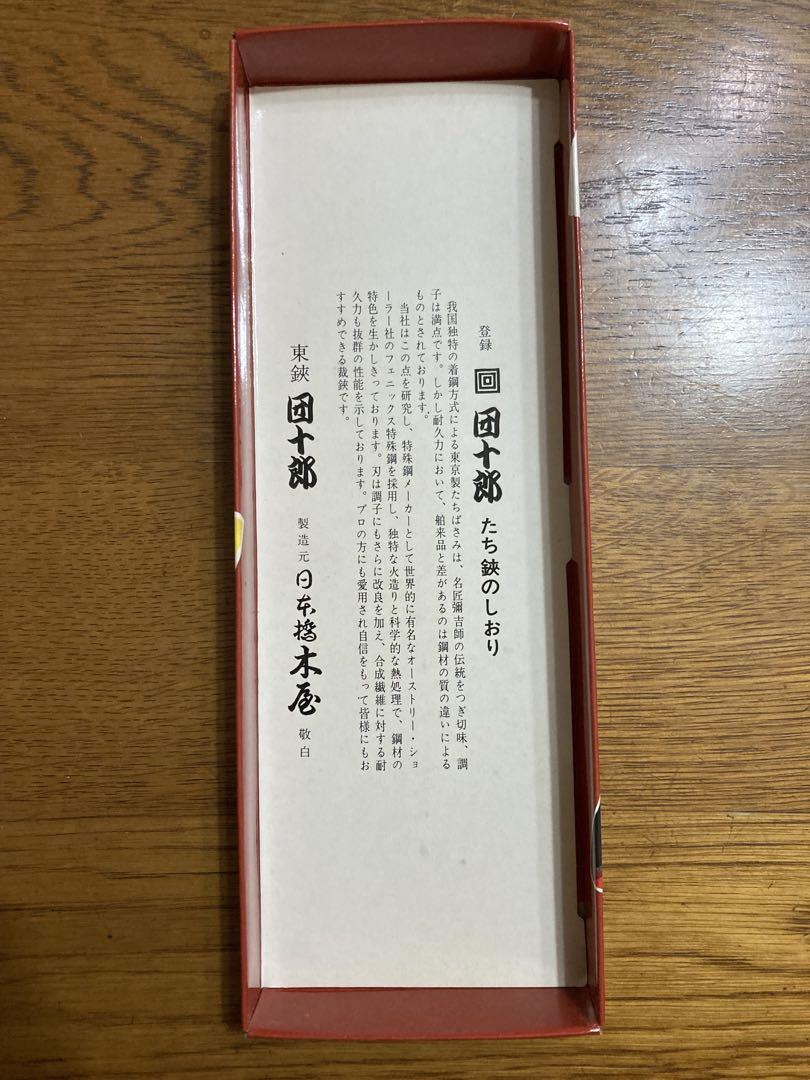 登録 団十郎 たち鋏のしおり
我国独特の着鋼方式による東京製たちばさみは、名匠彌吉師の伝統をつぎ切味、調
子は満点です。しかし耐久力において、舶来品と差があるのは鋼材の質の違いによる
ものとされております。
当社はこの点を研究し、特殊鋼メーカーとして世界的に有名なオーストリー・ショ
ーラー社のフェニックス特殊鋼を採用し、独特な火造りと科学的な熱処理で、鋼材の
特色を生かしきっております。刃は調子にもさらに改良を加え、合成繊維に対する耐
久力も抜群の性能を示しております。プロの方にも愛用され自信をもって皆様にもお
すすめできる裁鋏です。
東鋏 団十郎 製造元 日本橋木屋 敬白